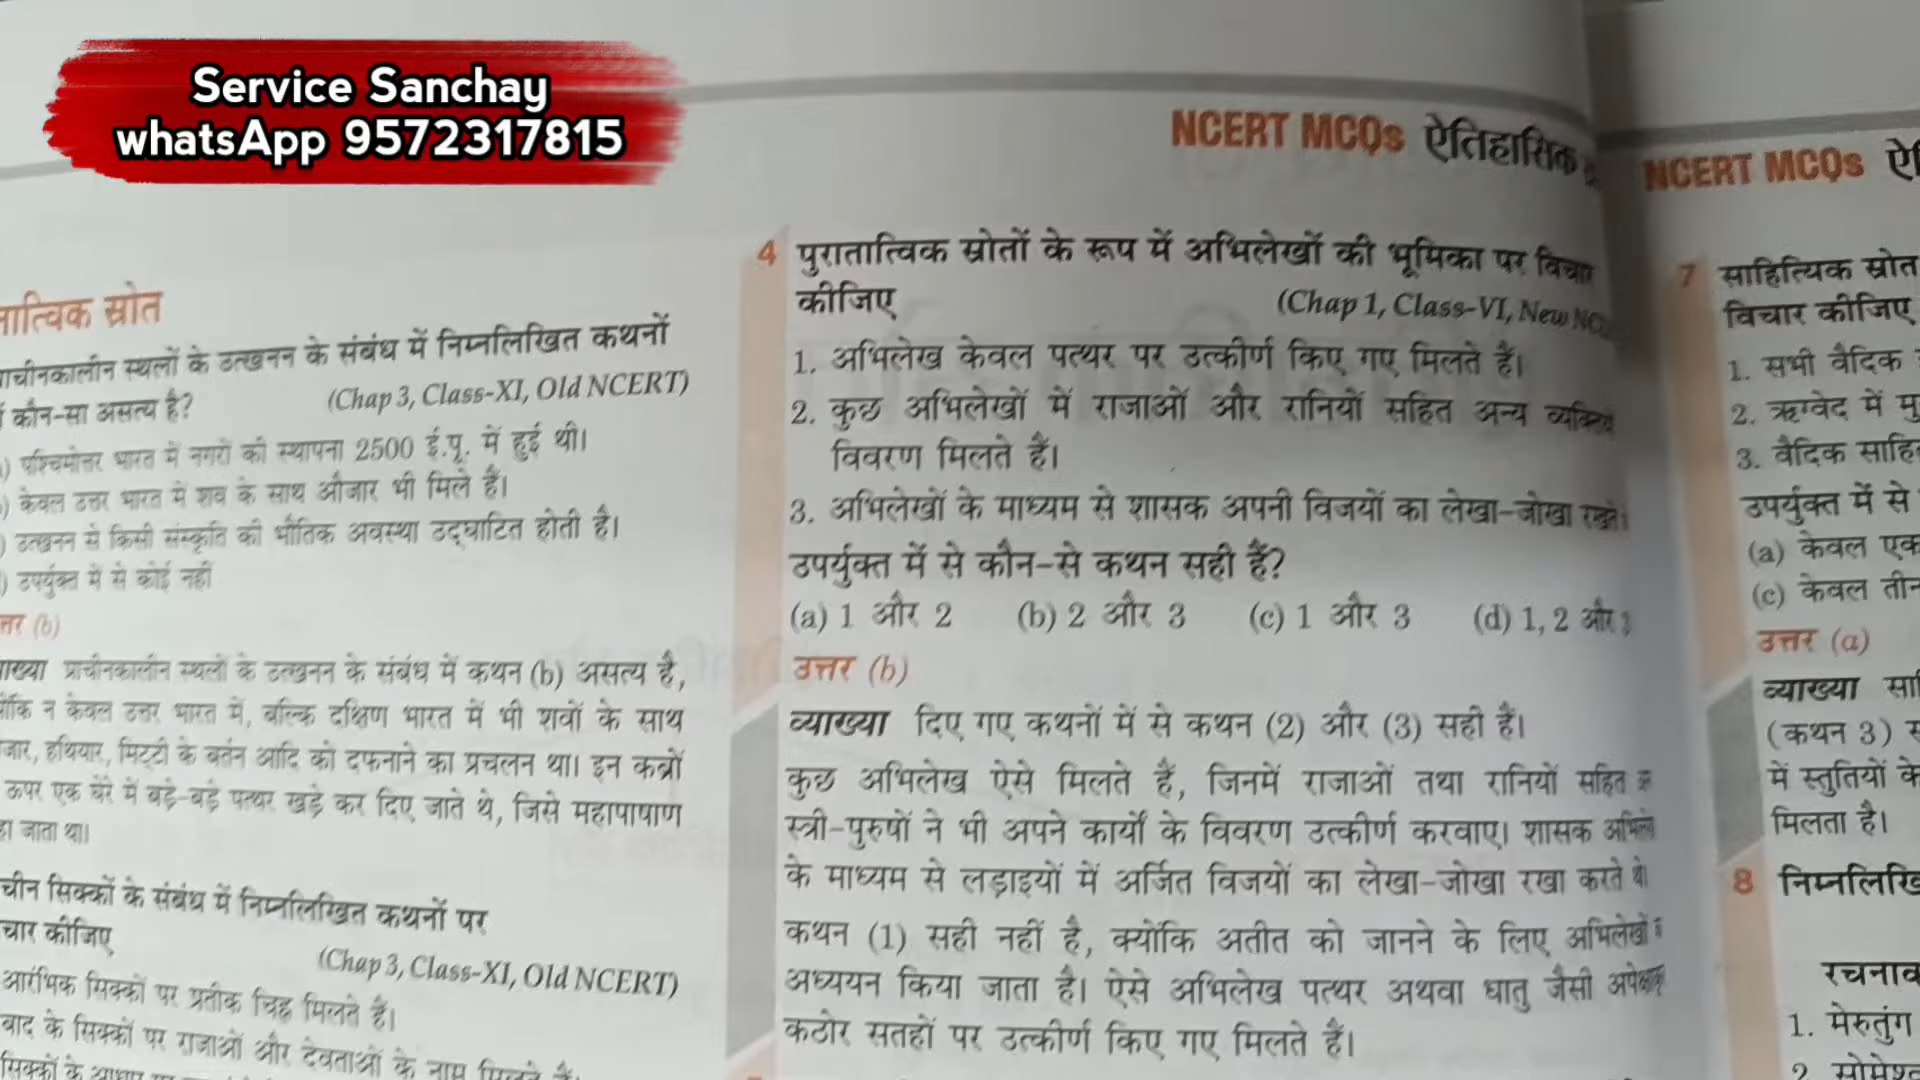 Service Sanchay
whatsApp 9572317815
NCERT MCQs ऐतिहासिक
स्रोत
प्राचीनकालीन स्थलों के उत्खनन के संबंध में निम्नलिखित कथनों
कौन-सा असत्य है? (Chap 3, Class-XI, Old NCERT)
पश्चिमोत्तर भारत में नगरों की स्थापना 2500 ई.पू. में हुई थी।
केवल उत्तर भारत में शव के साथ औजार भी मिले हैं।
उत्खनन से किसी संस्कृति की भौतिक अवस्था उद्घाटित होती है।
उपर्युक्त में से कोई नहीं
(b)
प्राचीनकालीन स्थलों के उत्खनन के संबंध में कथन (b) असत्य है,
न केवल उत्तर भारत में, बल्कि दक्षिण भारत में भी शवों के साथ
हथियार, मिट्टी के बर्तन आदि को दफनाने का प्रचलन था। इन कब्रों
ऊपर एक घेरे में बड़े-बड़े पत्थर खड़े कर दिए जाते थे, जिसे महापाषाण
जाता था।
सिक्कों के संबंध में निम्नलिखित कथनों पर
कीजिए
(Chap 3, Class-XI, Old NCERT)
आरंभिक सिक्कों पर प्रतीक चिह्न मिलते हैं।
बाद के सिक्कों पर राजाओं और देवताओं के नाम मिलते हैं।
सिक्कों के
4 पुरातात्विक स्रोतों के रूप में अभिलेखों की भूमिका पर विचार
कीजिए (Chap 1, Class-VI, New
1. अभिलेख केवल पत्थर पर उत्कीर्ण किए गए मिलते हैं।
2. कुछ अभिलेखों में राजाओं और रानियों सहित अन्य
विवरण मिलते हैं।
3. अभिलेखों के माध्यम से शासक अपनी विजयों का लेखा-जोखा रखते
उपर्युक्त में से कौन-से कथन सही हैं?
(a) 1 और 2 (b) 2 और 3 (c) 1 और 3 (d) 1, 2 और 3
उत्तर (b)
व्याख्या दिए गए कथनों में से कथन (2) और (3) सही हैं।
कुछ अभिलेख ऐसे मिलते हैं, जिनमें राजाओं तथा रानियों सहित
स्त्री-पुरुषों ने भी अपने कार्यों के विवरण उत्कीर्ण करवाए। शासक
के माध्यम से लड़ाइयों में अर्जित विजयों का लेखा-जोखा रखा करते थे
कथन (1) सही नहीं है, क्योंकि अतीत को जानने के लिए अभिलेखों
अध्ययन किया जाता है। ऐसे अभिलेख पत्थर अथवा धातु जैसी
कठोर सतहों पर उत्कीर्ण किए गए मिलते हैं।
NCERT MCQs
7 साहित्यिक स्रोत
विचार कीजिए
1. सभी वैदिक
2. ऋग्वेद में
3. वैदिक
उपर्युक्त में से
(a) केवल एक
(c) केवल
उत्तर (a)
व्याख्या
(कथन 3)
में स्तुतियों के
मिलता है।
8
1. मेरुतुंग
2.